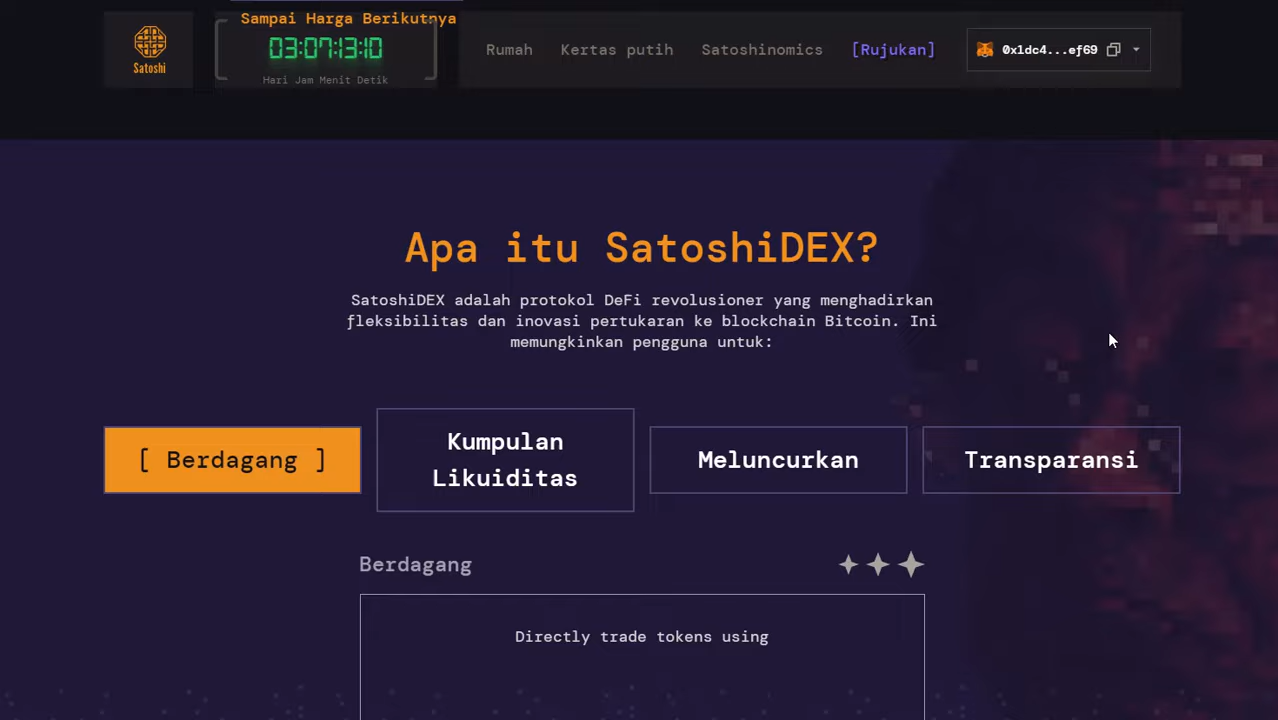 Sampai Harga Berikutnya
03:07:13:10
Hari Jam Menit Detik
Satoshi
Rumah
Kertas putih
Satoshinomics
[Rujukan]
0x1dc4...ef69
Apa itu SatoshiDEX?
SatoshiDEX adalah protokol DeFi revolusioner yang menghadirkan
fleksibilitas dan inovasi pertukaran ke blockchain Bitcoin. Ini
memungkinkan pengguna untuk:
[ Berdagang ]
Kumpulan
Likuiditas
Meluncurkan
Transparansi
Berdagang
Directly trade tokens using